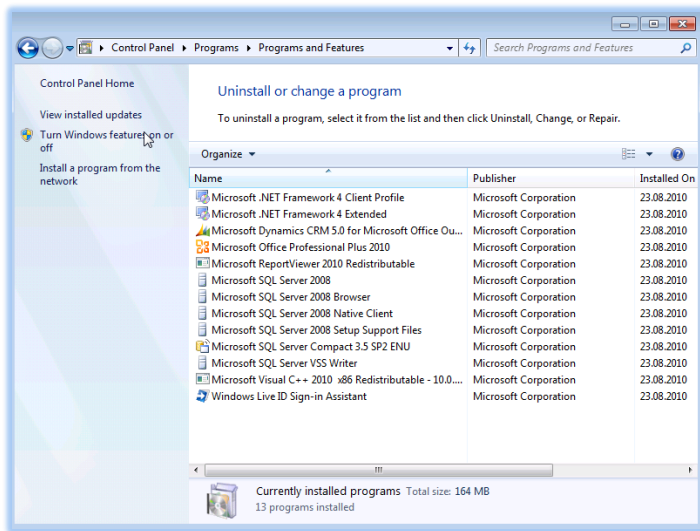 Control Panel ▸ Programs ▸ Programs and Features
Search Programs and Features
Control Panel Home
View installed updates
Turn Windows features on or
off
Install a program from the
network
Uninstall or change a program
To uninstall a program, select it from the list and then click Uninstall, Change, or Repair.
Organize
Name Publisher Installed On
Microsoft .NET Framework 4 Client Profile Microsoft Corporation 23.08.2010
Microsoft .NET Framework 4 Extended Microsoft Corporation 23.08.2010
Microsoft Dynamics CRM 5.0 for Microsoft Office Ou... Microsoft Corporation 23.08.2010
Microsoft Office Professional Plus 2010 Microsoft Corporation 23.08.2010
Microsoft ReportViewer 2010 Redistributable Microsoft Corporation 23.08.2010
Microsoft SQL Server 2008 Microsoft Corporation 23.08.2010
Microsoft SQL Server 2008 Browser Microsoft Corporation 23.08.2010
Microsoft SQL Server 2008 Native Client Microsoft Corporation 23.08.2010
Microsoft SQL Server 2008 Setup Support Files Microsoft Corporation 23.08.2010
Microsoft SQL Server Compact 3.5 SP2 ENU Microsoft Corporation 23.08.2010
Microsoft SQL Server VSS Writer Microsoft Corporation 23.08.2010
Microsoft Visual C++ 2010 x86 Redistributable - 10.0.... Microsoft Corporation 23.08.2010
Windows Live ID Sign-in Assistant Microsoft Corporation 23.08.2010
Currently installed programs Total size: 164 MB
13 programs installed